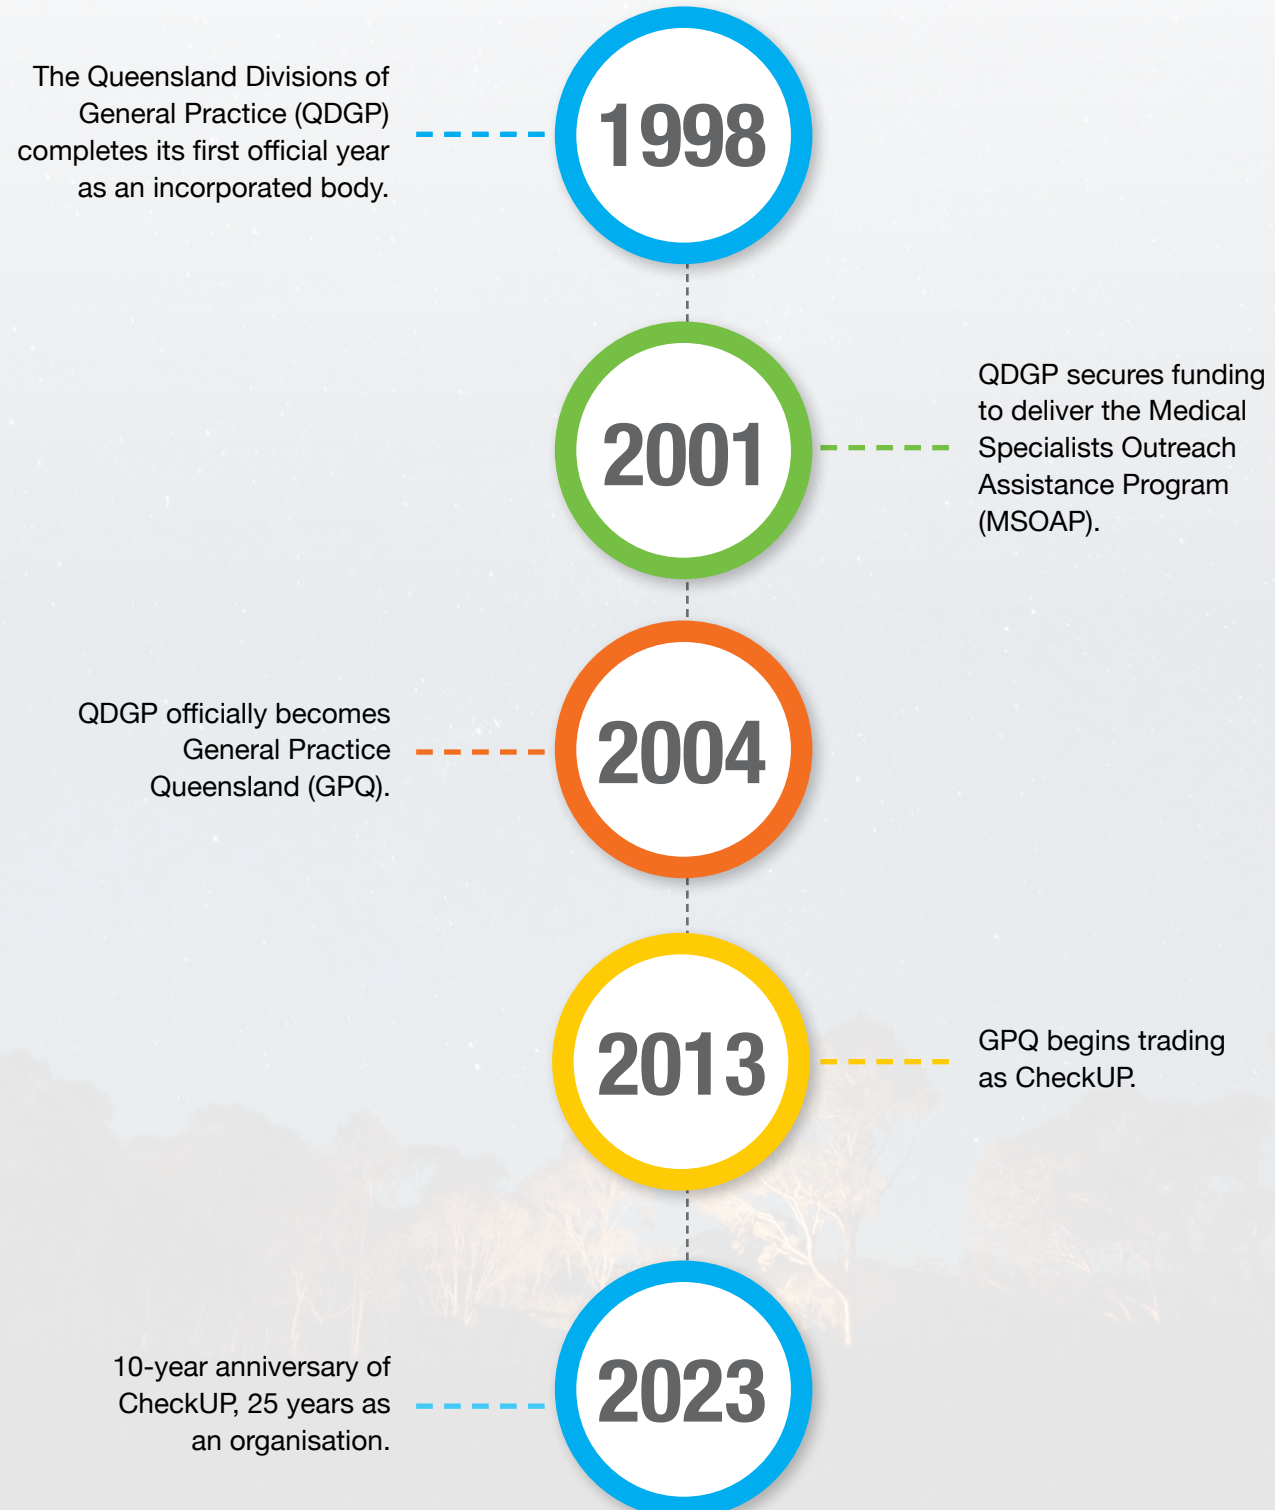 The Queensland Divisions of
General Practice (QDGP)
completes its first official year
as an incorporated body.
1998
2001
QDGP secures funding
to deliver the Medical
Specialists Outreach
Assistance Program
(MSOAP).
QDGP officially becomes
General Practice
Queensland (GPQ).
2004
2013
GPQ begins trading
as CheckUP.
10-year anniversary of
CheckUP, 25 years as
an organisation.
2023